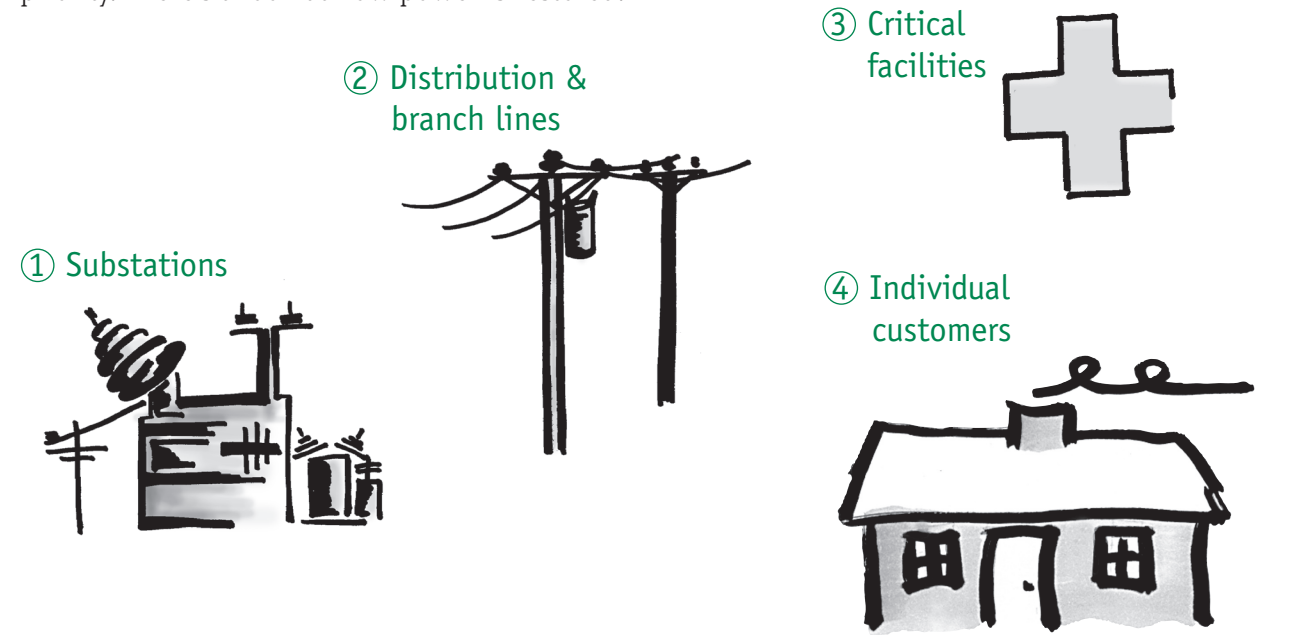 ① Substations
② Distribution &
branch lines
③ Critical
facilities
④ Individual
customers